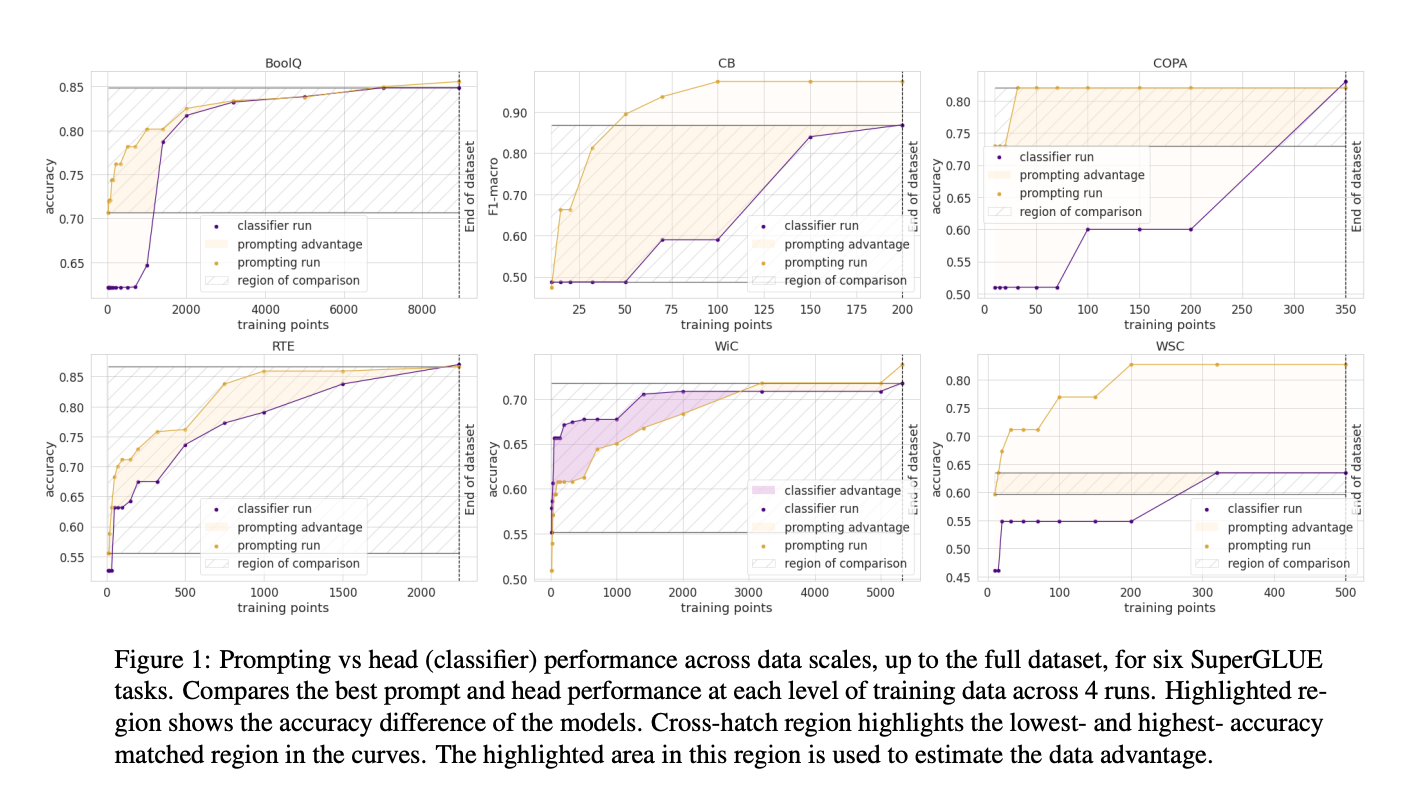 BoolQ
0.85
0.80
0.75
0.70
0.65
accuracy
0
2000
4000
6000
8000
training points
classifier run
prompting advantage
prompting run
region of comparison
End of dataset
CB
0.90
0.80
0.70
0.60
0.50
F1-macro
25
50
75
100
125
150
175
200
training points
classifier run
prompting advantage
prompting run
region of comparison
End of dataset
COPA
0.80
0.75
0.70
0.65
0.60
0.55
0.50
accuracy
0
50
100
150
200
250
300
350
training points
classifier run
prompting advantage
prompting run
region of comparison
End of dataset
RTE
0.85
0.80
0.75
0.70
0.65
0.60
0.55
accuracy
0
500
1000
1500
2000
training points
classifier run
prompting advantage
prompting run
region of comparison
End of dataset
WiC
0.70
0.65
0.60
0.55
0.50
accuracy
0
1000
2000
3000
4000
5000
training points
classifier advantage
classifier run
prompting advantage
prompting run
region of comparison
End of dataset
WSC
0.80
0.75
0.70
0.65
0.60
0.55
0.50
0.45
accuracy
0
100
200
300
400
500
training points
classifier run
prompting advantage
prompting run
region of comparison
End of dataset
Figure 1: Prompting vs head (classifier) performance across data scales, up to the full dataset, for six SuperGLUE
tasks. Compares the best prompt and head performance at each level of training data across 4 runs. Highlighted re-
gion shows the accuracy difference of the models. Cross-hatch region highlights the lowest- and highest- accuracy
matched region in the curves. The highlighted area in this region is used to estimate the data advantage.